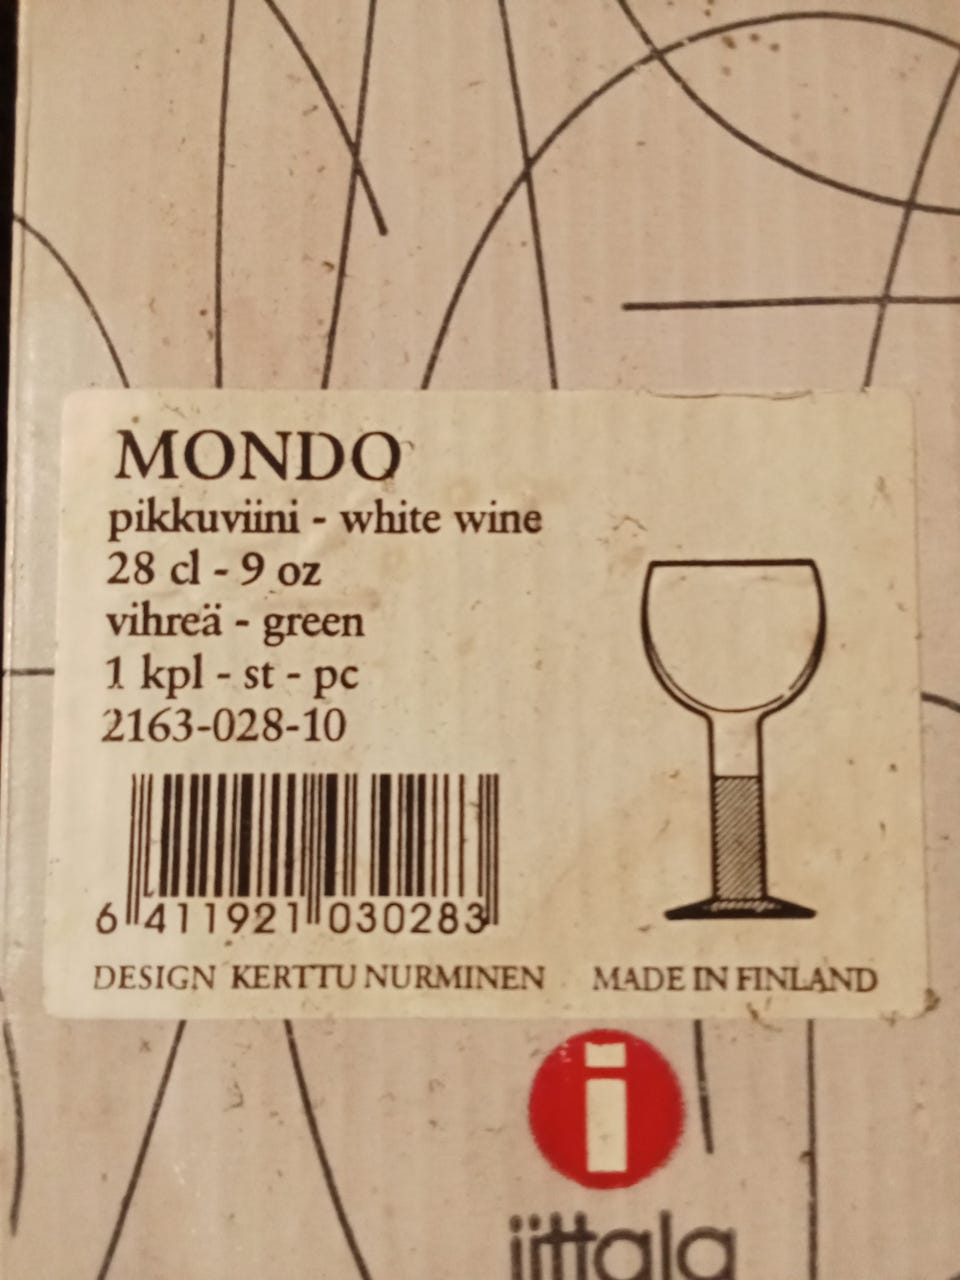 MONDO
pikkuviini - white wine
28 cl - 9 oz
vihreä - green
1 kpl - st - pc
2163-028-10
6 411921 030283
DESIGN KERTTU NURMINEN MADE IN FINLAND
i
iittala